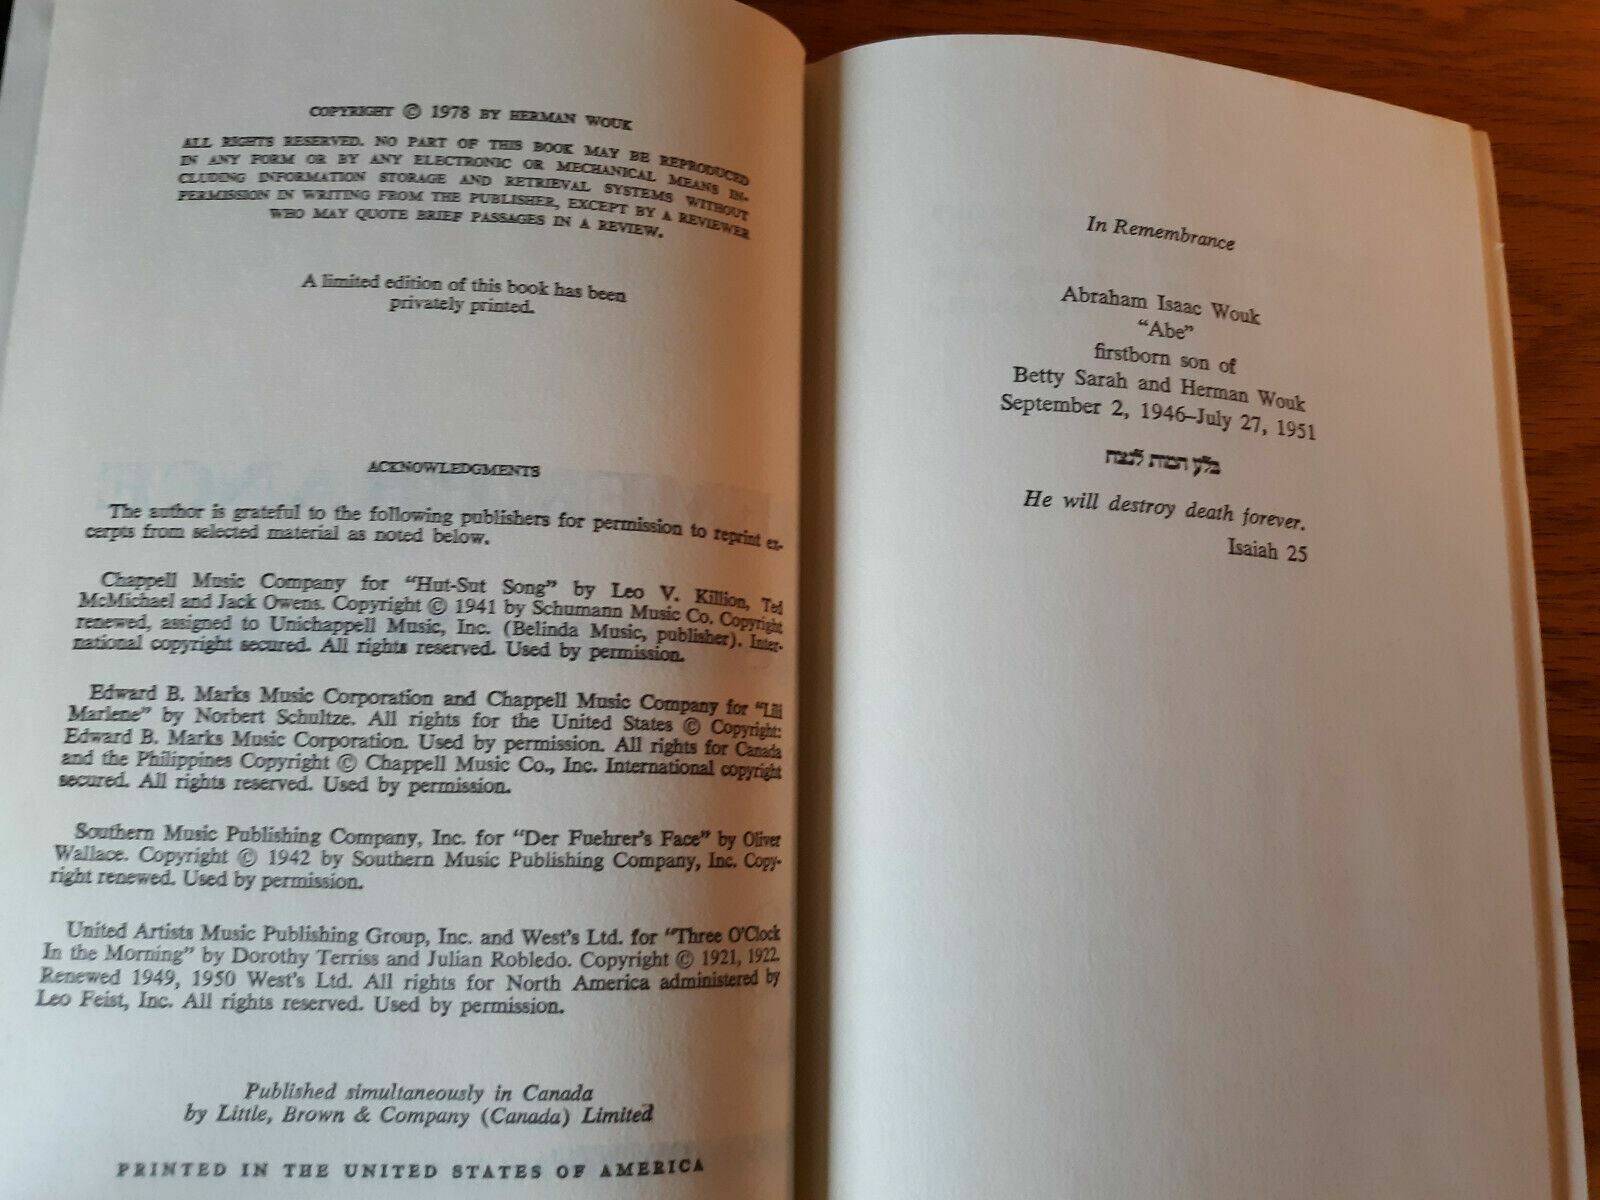 COPYRIGHT © 1978 BY HERMAN WOUK
ALL RIGHTS RESERVED. NO PART OF THIS BOOK MAY BE REPRODUCED
IN ANY FORM OR BY ANY ELECTRONIC OR MECHANICAL MEANS IN-
CLUDING INFORMATION STORAGE AND RETRIEVAL SYSTEMS WITHOUT
PERMISSION IN WRITING FROM THE PUBLISHER, EXCEPT BY A REVIEWER
WHO MAY QUOTE BRIEF PASSAGES IN A REVIEW.
A limited edition of this book has been
privately printed.
ACKNOWLEDGMENTS
The author is grateful to the following publishers for permission to reprint ex-
cerpts from selected material as noted below.
Chappell Music Company for "Hut-Sut Song" by Leo V. Killion, Ted
McMichael and Jack Owens. Copyright © 1941 by Schumann Music Co. Copyright
renewed, assigned to Unichappell Music, Inc. (Belinda Music, publisher). Inter-
national copyright secured. All rights reserved. Used by permission.
Edward B. Marks Music Corporation and Chappell Music Company for "Lili
Marlene" by Norbert Schultze. All rights for the United States © Copyright:
Edward B. Marks Music Corporation. Used by permission. All rights for Canada
and the Philippines Copyright © Chappell Music Co., Inc. International copyright
secured. All rights reserved. Used by permission.
Southern Music Publishing Company, Inc. for "Der Fuehrer's Face" by Oliver
Wallace. Copyright © 1942 by Southern Music Publishing Company, Inc. Copy-
right renewed. Used by permission.
United Artists Music Publishing Group, Inc. and West's Ltd. for "Three O'Clock
In the Morning" by Dorothy Terriss and Julian Robledo. Copyright © 1921, 1922.
Renewed 1949, 1950 West's Ltd. All rights for North America administered by
Leo Feist, Inc. All rights reserved. Used by permission.
Published simultaneously in Canada
by Little, Brown & Company (Canada) Limited
PRINTED IN THE UNITED STATES OF AMERICA
In Remembrance
Abraham Isaac Wouk
"Abe"
firstborn son of
Betty Sarah and Herman Wouk
September 2, 1946–July 27, 1951
בלע המות לנצח
He will destroy death forever.
Isaiah 25